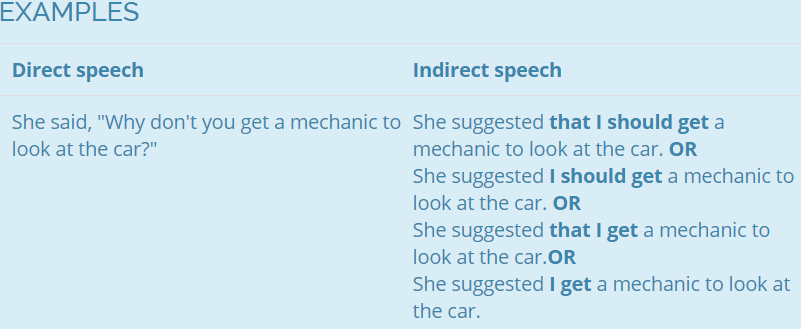 EXAMPLES
Direct speech
Indirect speech
She said, "Why don't you get a mechanic to
look at the car?"
She suggested that I should get a
mechanic to look at the car. OR
She suggested I should get a mechanic to
look at the car. OR
She suggested that I get a mechanic to
look at the car.OR
She suggested I get a mechanic to look at
the car.